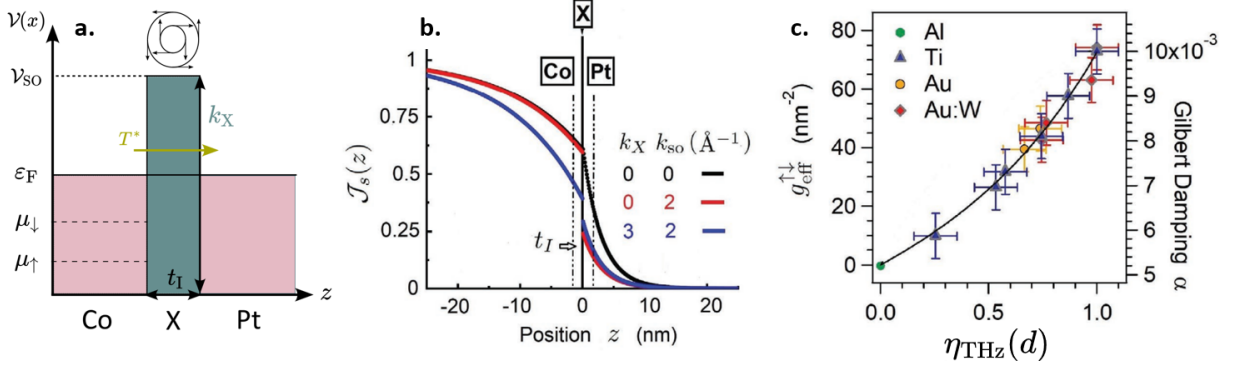 𝒱(x)
a.
𝒱SO
kX
T*
εF
μ↓
μ↑
tI
z
Co X Pt
b.
X
Co Pt
1
0.75
0.5
0.25
0
𝒥s(z)
kX kso (Å⁻¹)
0 0
0 2
3 2
tI ⇨
-20 -10 0 10 20
Position z (nm)
c.
80
60
40
20
0
g↑↓eff (nm⁻²)
Al
Ti
Au
Au:W
10x10⁻³
9
8
7
6
5
Gilbert Damping α
0.0 0.5 1.0
ηTHz(d)